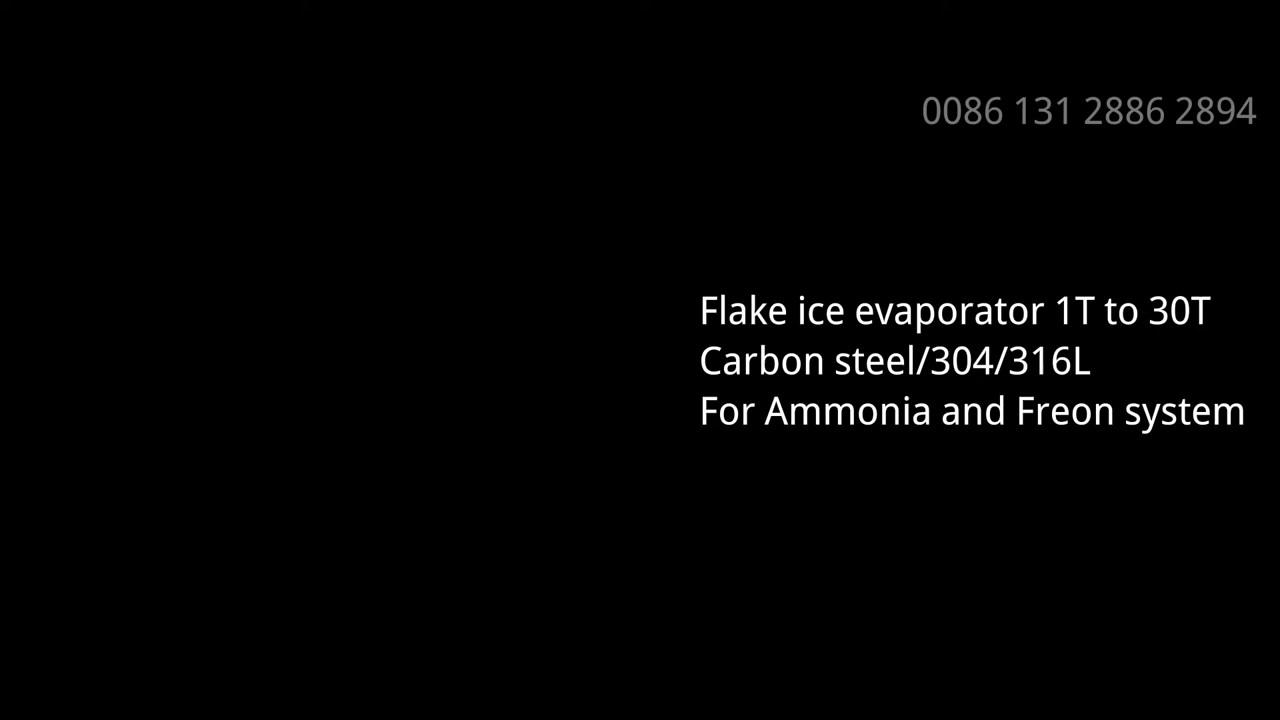 0086 131 2886 2894
Flake ice evaporator 1T to 30T
Carbon steel/304/316L
For Ammonia and Freon system